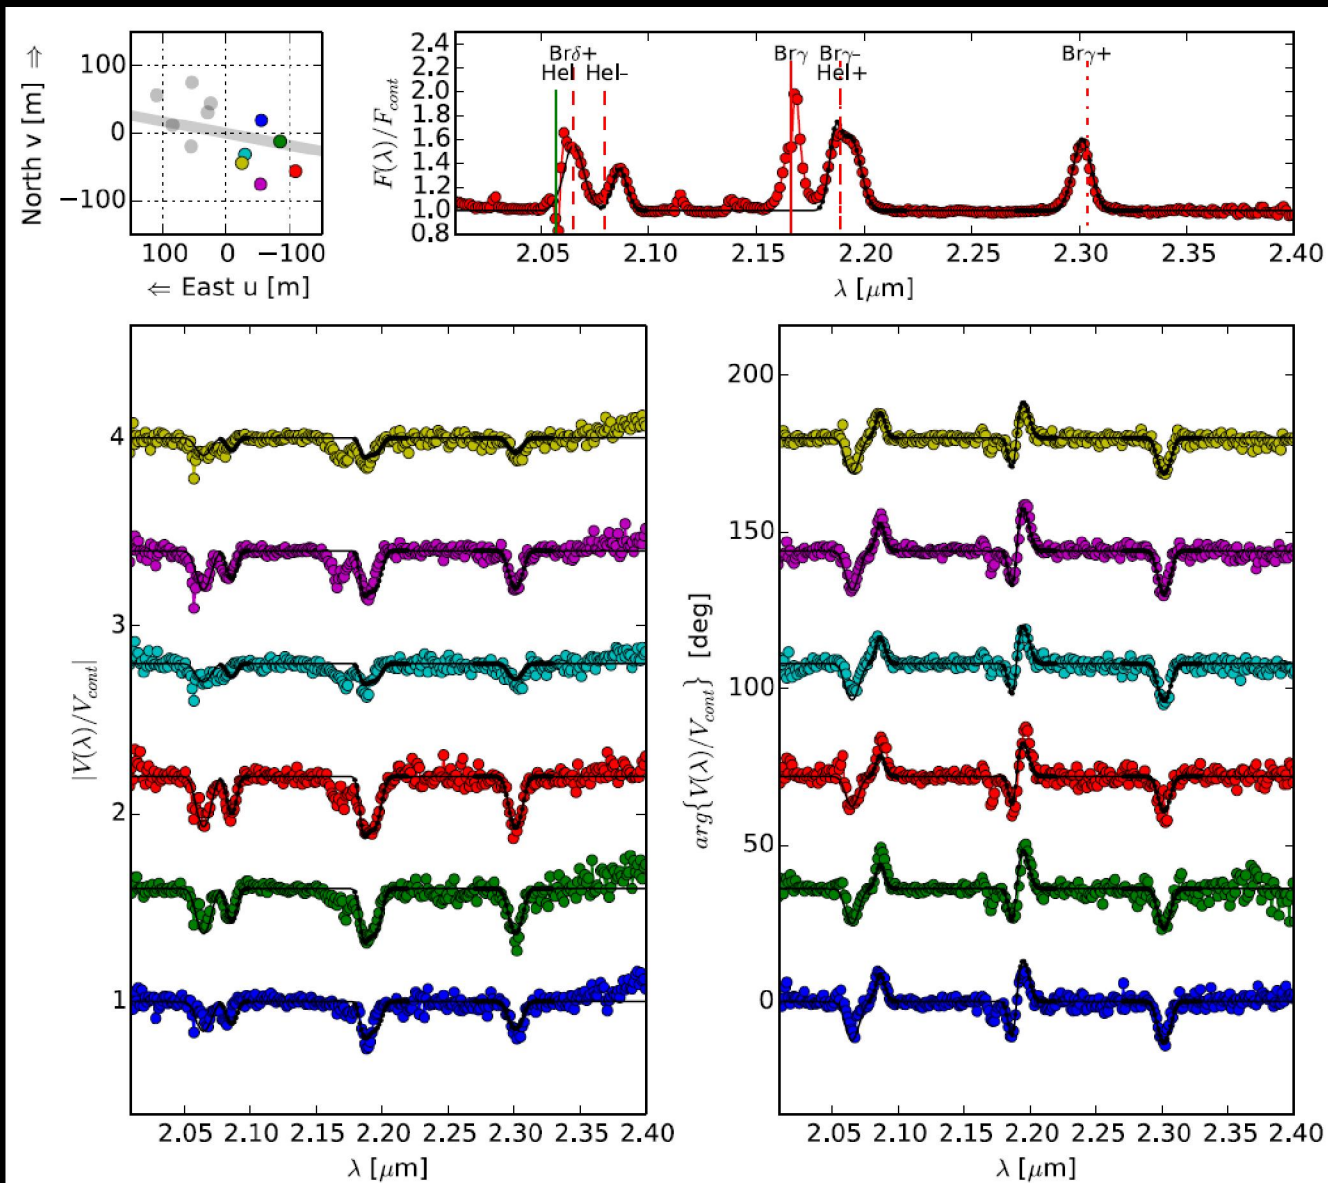 North v [m] ⇒
100
0
−100
100 0 −100
⇐ East u [m]
F(λ)/F_cont
2.4
2.2
2.0
1.8
1.6
1.4
1.2
1.0
0.8
Brδ+ Brγ Brγ- Brγ+
HeI HeI- HeI+
2.05 2.10 2.15 2.20 2.25 2.30 2.35 2.40
λ [μm]
|V(λ)/V_cont|
4
3
2
1
2.05 2.10 2.15 2.20 2.25 2.30 2.35 2.40
λ [μm]
arg{V(λ)/V_cont} [deg]
200
150
100
50
0
2.05 2.10 2.15 2.20 2.25 2.30 2.35 2.40
λ [μm]